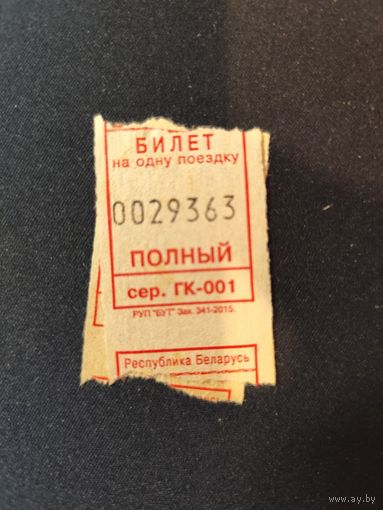 БИЛЕТ
на одну поездку
0029363
ПОЛНЫЙ
сер. ГК-001
РУП "БУТ" Зак. 341-2015.
Республика Беларусь
www.ay.by